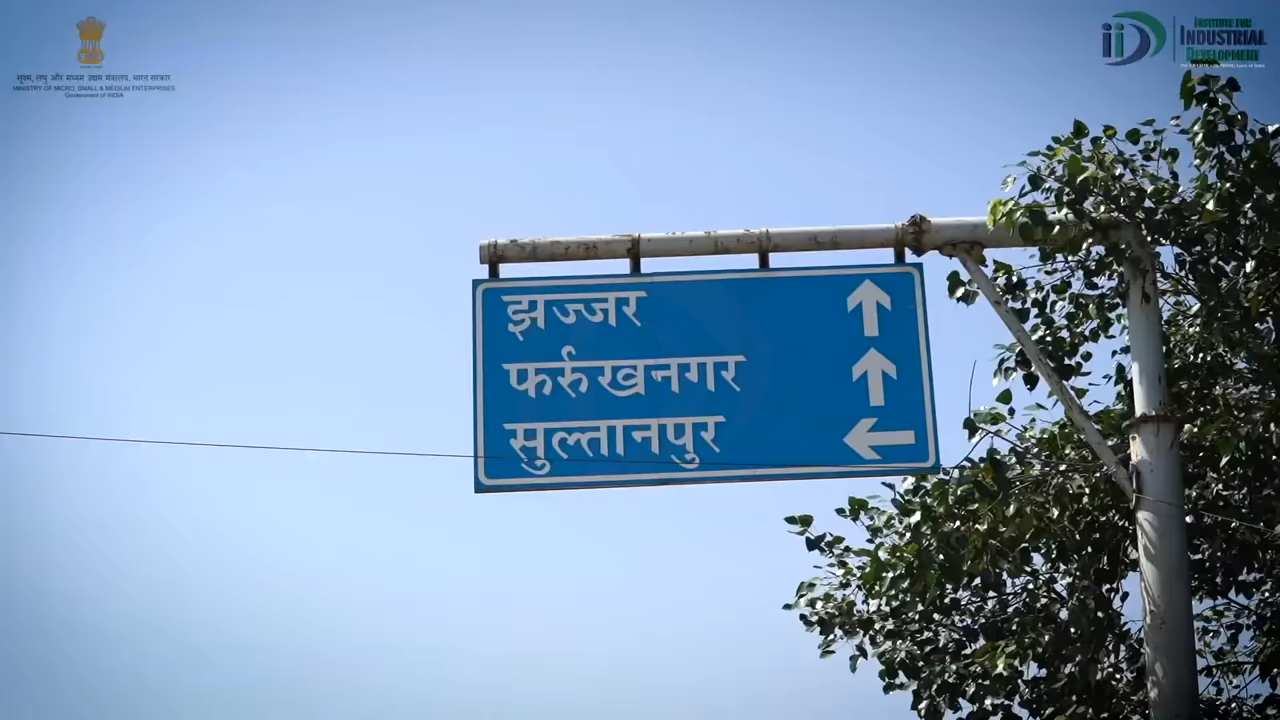 सूक्ष्म, लघु और मध्यम उद्यम मंत्रालय, भारत सरकार
MINISTRY OF MICRO, SMALL & MEDIUM ENTERPRISES
Government of INDIA
iiD
INSTITUTE FOR
INDUSTRIAL
DEVELOPMENT
झज्जर
फर्रुखनगर
सुल्तानपुर